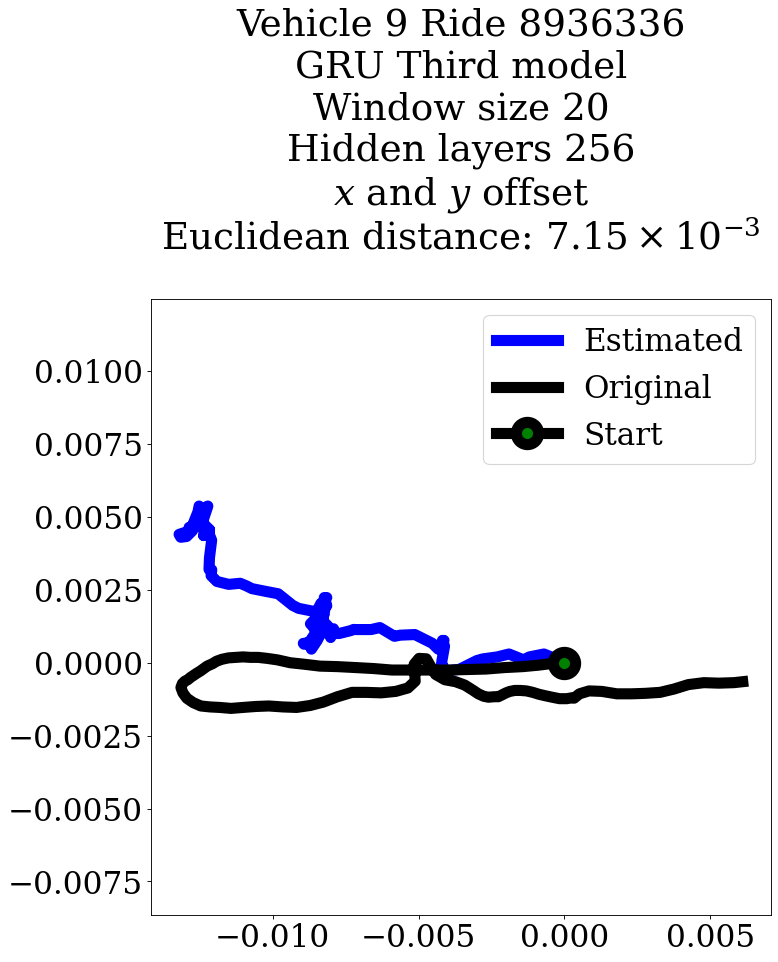 Vehicle 9 Ride 8936336
GRU Third model
Window size 20
Hidden layers 256
x and y offset
Euclidean distance: 7.15 × 10⁻³
Estimated
Original
Start
0.0100
0.0075
0.0050
0.0025
0.0000
−0.0025
−0.0050
−0.0075
−0.010 −0.005 0.000 0.005